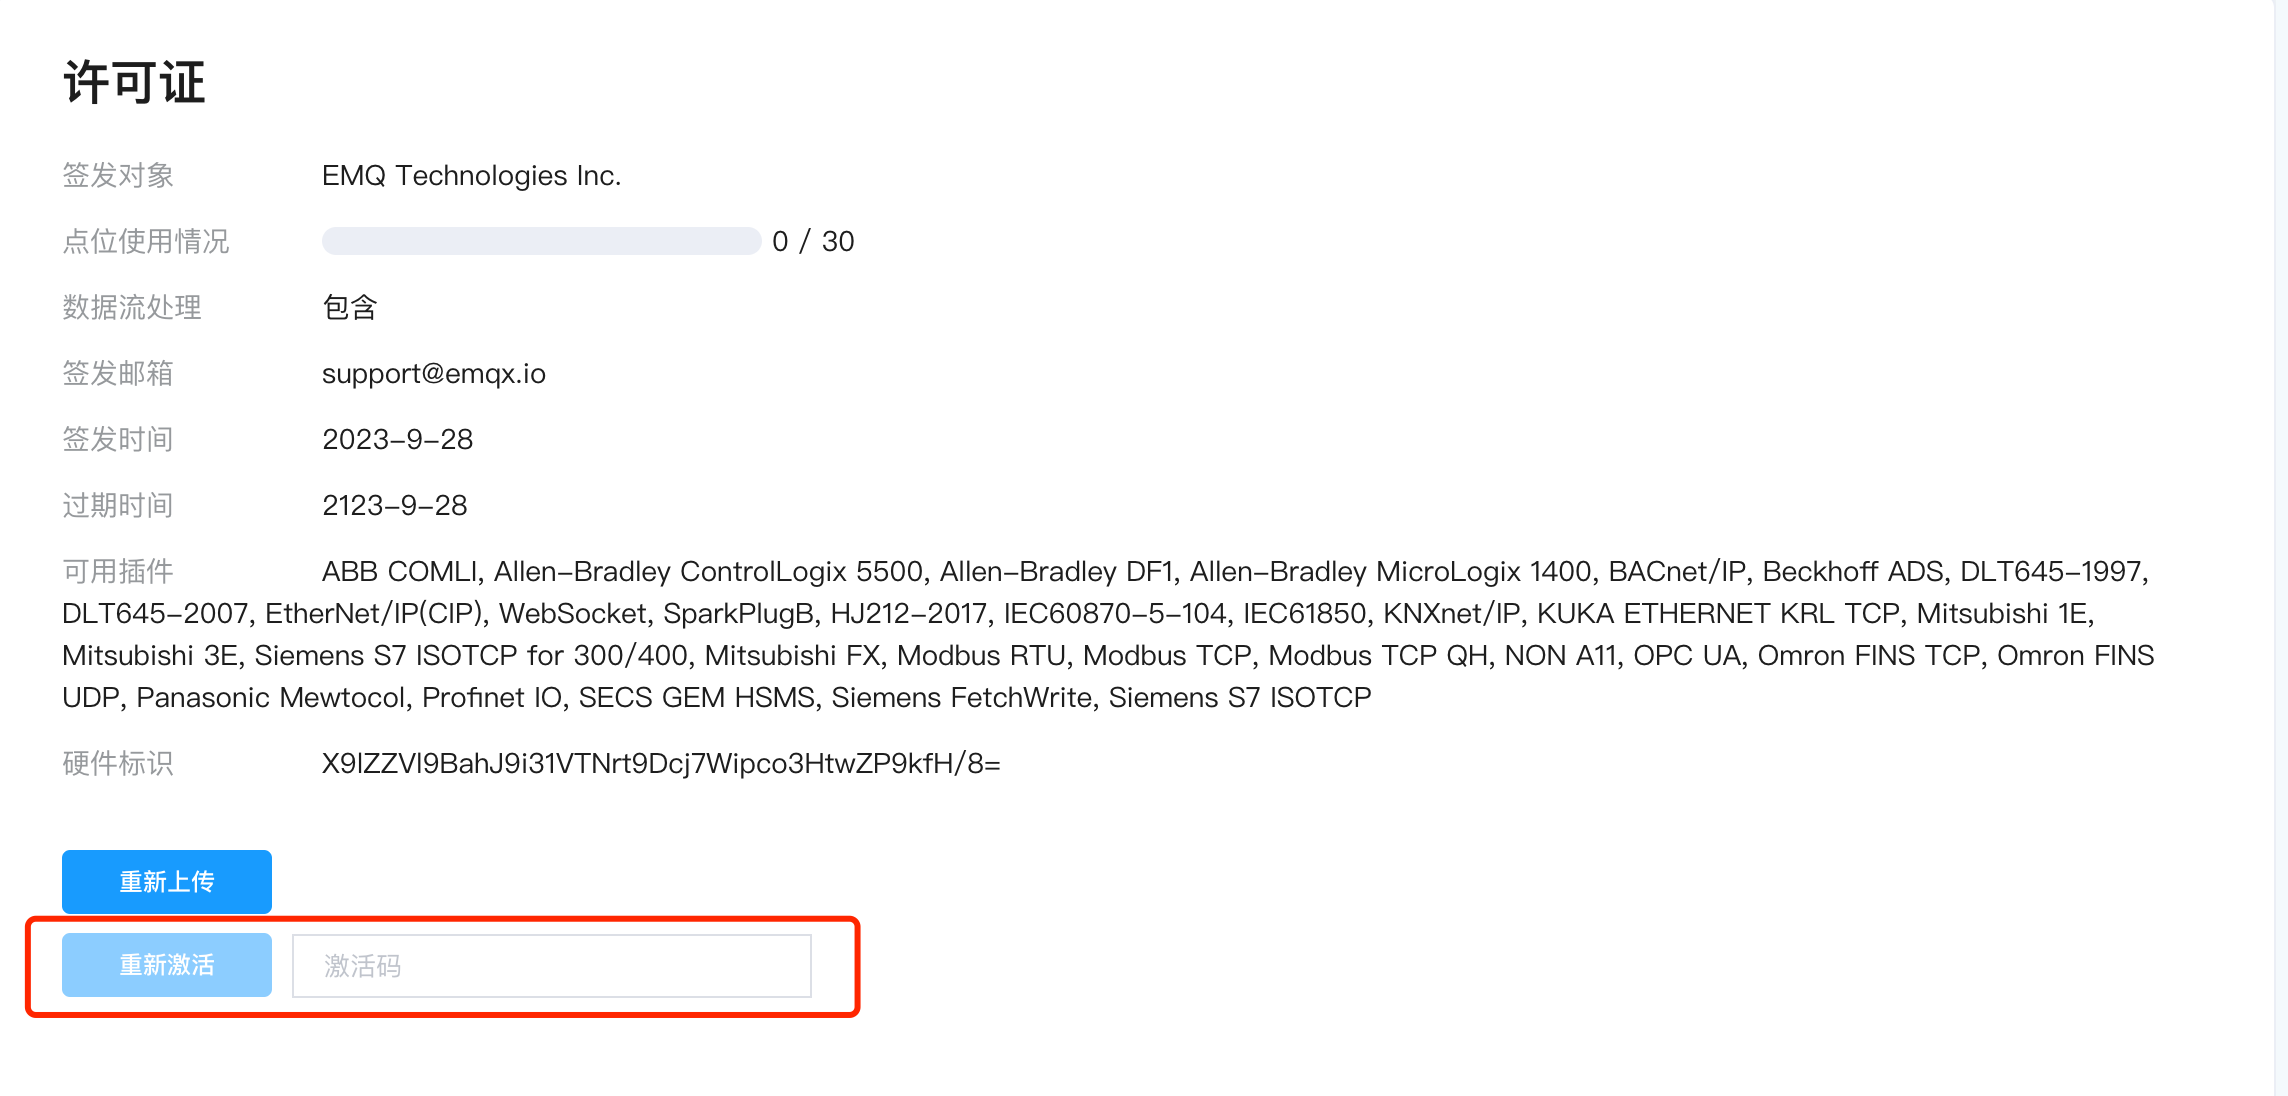 许可证
签发对象 EMQ Technologies Inc.
点位使用情况 0 / 30
数据流处理 包含
签发邮箱 support@emqx.io
签发时间 2023-9-28
过期时间 2123-9-28
可用插件 ABB COMLI, Allen-Bradley ControlLogix 5500, Allen-Bradley DF1, Allen-Bradley MicroLogix 1400, BACnet/IP, Beckhoff ADS, DLT645-1997,
DLT645-2007, EtherNet/IP(CIP), WebSocket, SparkPlugB, HJ212-2017, IEC60870-5-104, IEC61850, KNXnet/IP, KUKA ETHERNET KRL TCP, Mitsubishi 1E,
Mitsubishi 3E, Siemens S7 ISOTCP for 300/400, Mitsubishi FX, Modbus RTU, Modbus TCP, Modbus TCP QH, NON A11, OPC UA, Omron FINS TCP, Omron FINS
UDP, Panasonic Mewtocol, Profinet IO, SECS GEM HSMS, Siemens FetchWrite, Siemens S7 ISOTCP
硬件标识 X9lZZVl9BahJ9i31VTNrt9Dcj7Wipco3HtwZP9kfH/8=
重新上传
重新激活 激活码